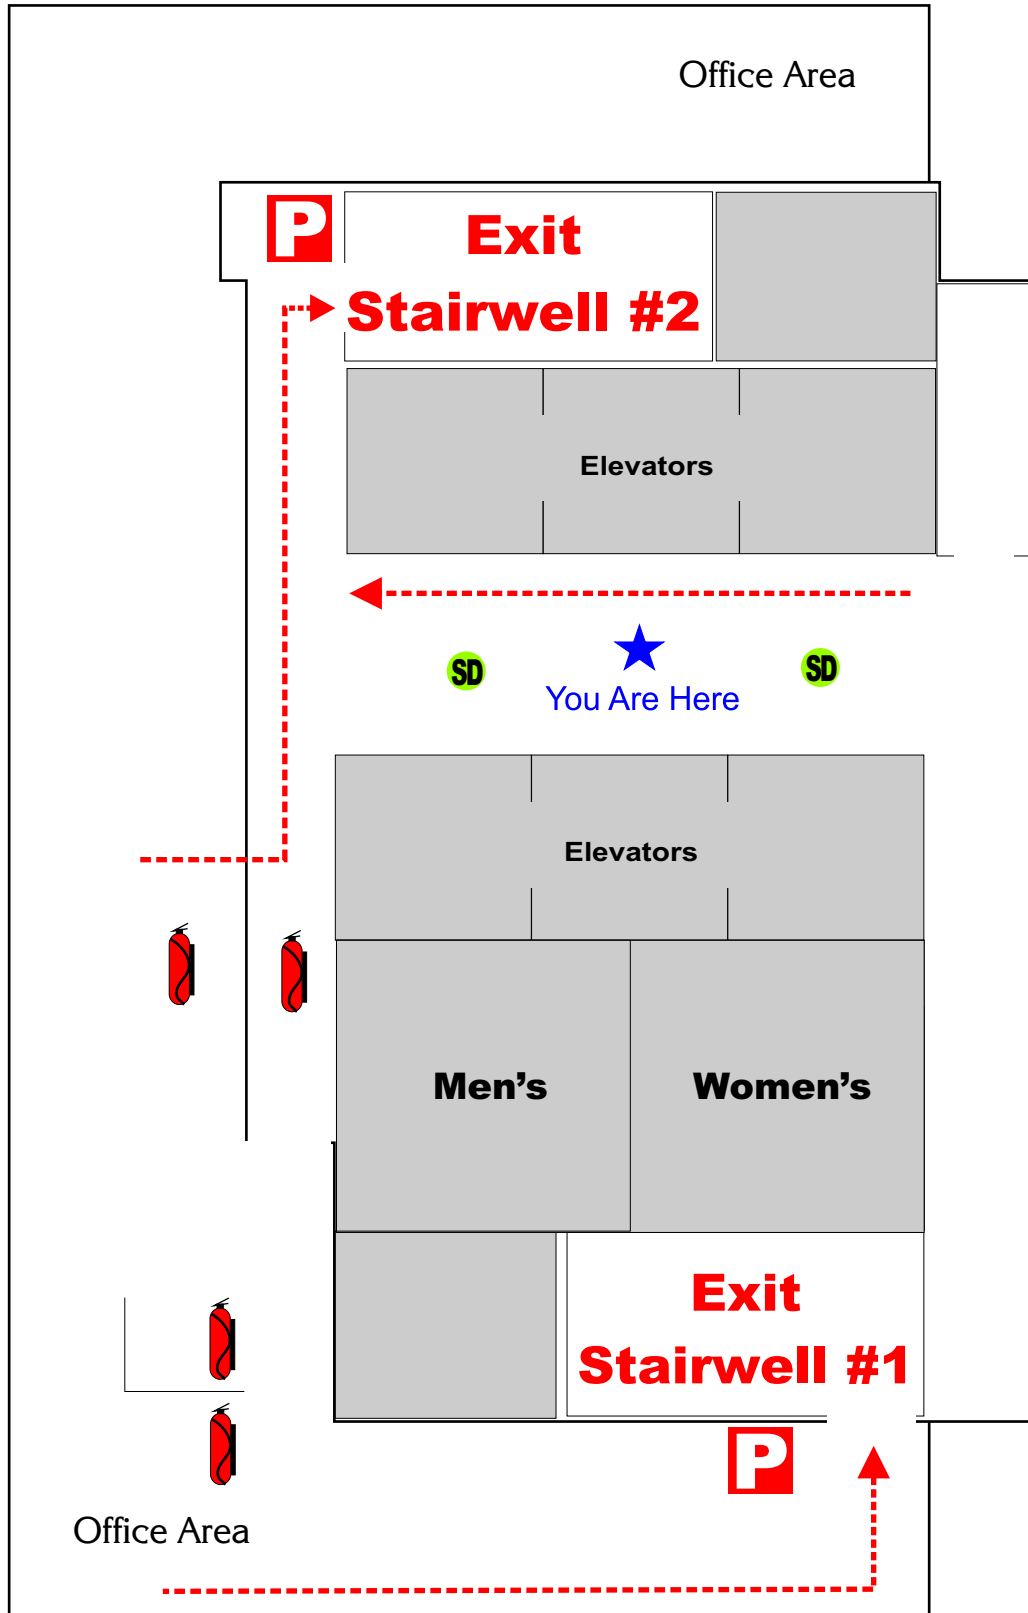 Office Area
P
Exit
Stairwell #2
Elevators
SD
SD
You Are Here
Elevators
Men’s
Women’s
Exit
Stairwell #1
P
Office Area